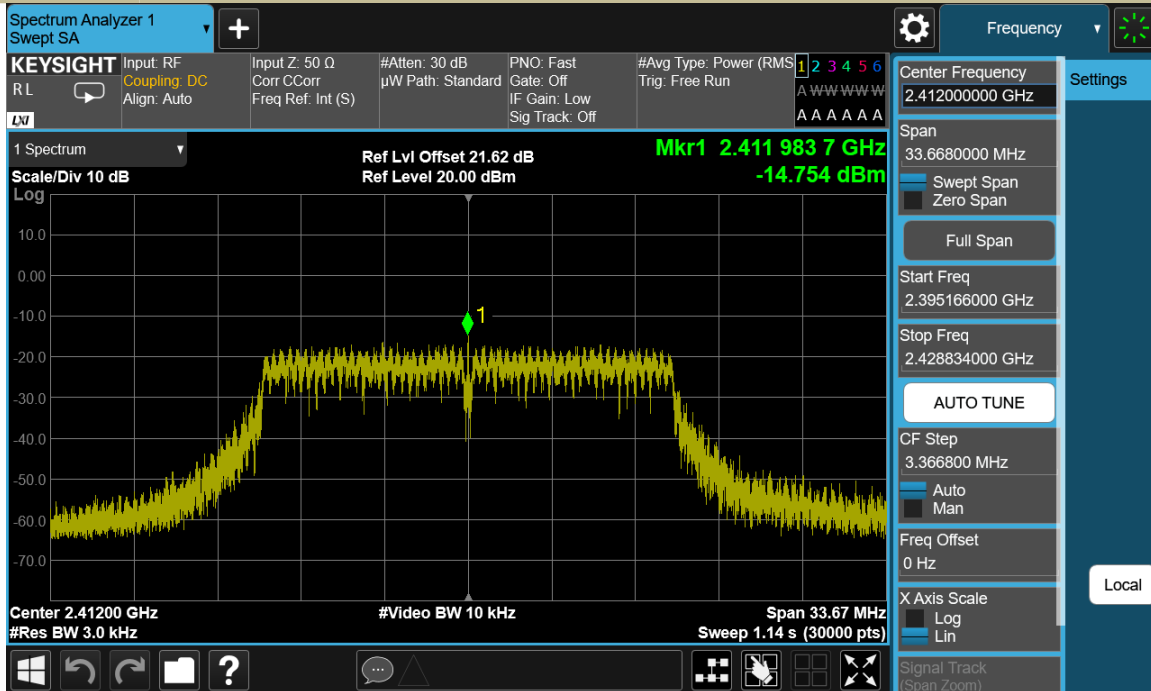 Spectrum Analyzer 1
Swept SA
+
Frequency
KEYSIGHT
R L
LXI
Input: RF
Coupling: DC
Align: Auto
Input Z: 50 Ω
Corr CCorr
Freq Ref: Int (S)
#Atten: 30 dB
µW Path: Standard
PNO: Fast
Gate: Off
IF Gain: Low
Sig Track: Off
#Avg Type: Power (RMS
Trig: Free Run
1 2 3 4 5 6
A W W W W W
A A A A A A
1 Spectrum
Scale/Div 10 dB
Log
Ref Lvl Offset 21.62 dB
Ref Level 20.00 dBm
Mkr1 2.411 983 7 GHz
-14.754 dBm
10.0
0.00
-10.0
-20.0
-30.0
-40.0
-50.0
-60.0
-70.0
1
Center 2.41200 GHz
#Res BW 3.0 kHz
#Video BW 10 kHz
Span 33.67 MHz
Sweep 1.14 s (30000 pts)
?
Center Frequency
2.412000000 GHz
Span
33.6680000 MHz
Swept Span
Zero Span
Full Span
Start Freq
2.395166000 GHz
Stop Freq
2.428834000 GHz
AUTO TUNE
CF Step
3.366800 MHz
Auto
Man
Freq Offset
0 Hz
X Axis Scale
Log
Lin
Signal Track
(Span Zoom)
Settings
Local